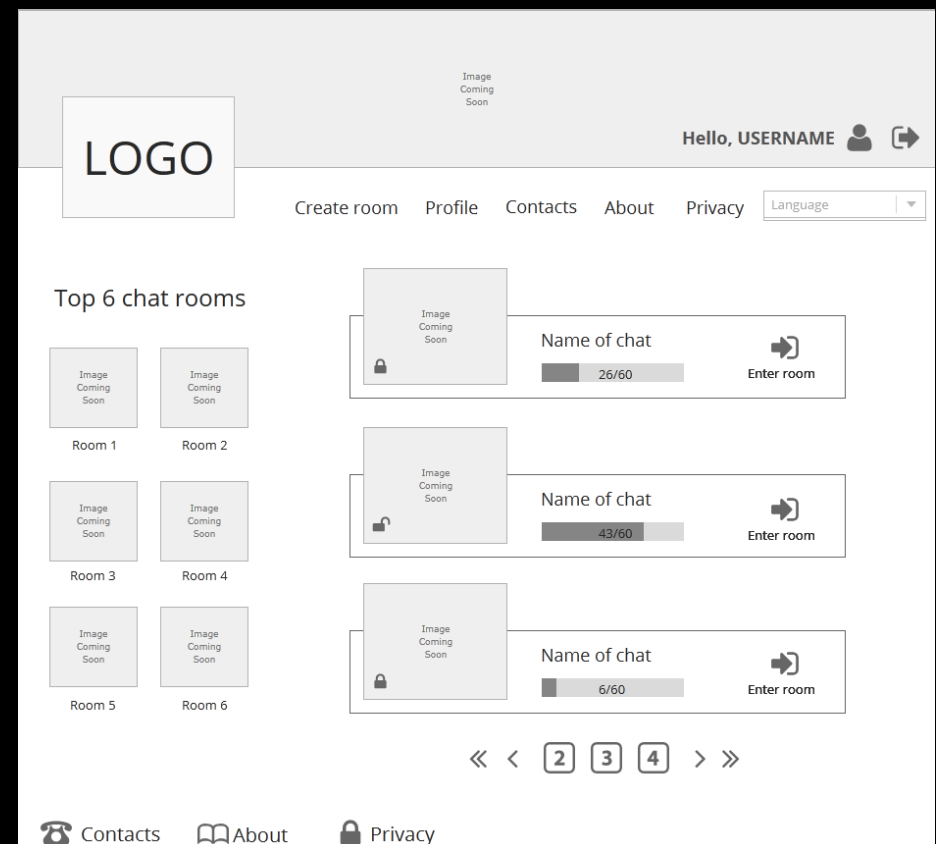 Image
Coming
Soon
Hello, USERNAME
LOGO
Create room Profile Contacts About Privacy Language
Top 6 chat rooms
Image
Coming
Soon
Image
Coming
Soon
Room 1 Room 2
Image
Coming
Soon
Image
Coming
Soon
Room 3 Room 4
Image
Coming
Soon
Image
Coming
Soon
Room 5 Room 6
Image
Coming
Soon
Name of chat
26/60
Enter room
Image
Coming
Soon
Name of chat
43/60
Enter room
Image
Coming
Soon
Name of chat
6/60
Enter room
« < 2 3 4 > »
Contacts About Privacy